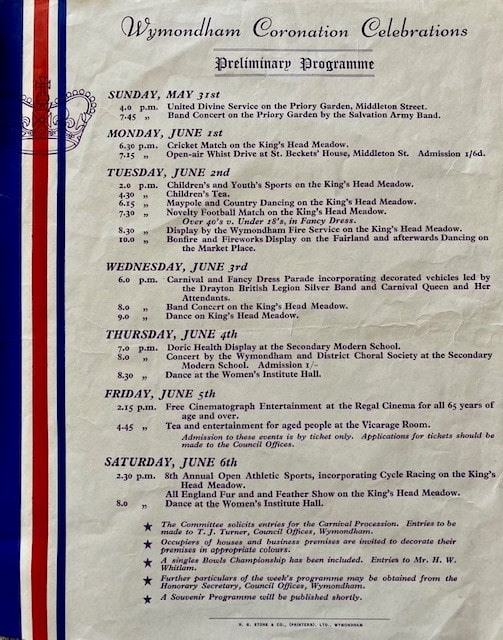 Wymondham Coronation Celebrations
Preliminary Programme
SUNDAY, MAY 31st
4.0 p.m. United Divine Service on the Priory Garden, Middleton Street.
7-45 „ Band Concert on the Priory Garden by the Salvation Army Band.
MONDAY, JUNE 1st
6.30 p.m. Cricket Match on the King's Head Meadow.
7.15 „ Open-air Whist Drive at St. Beckets' House, Middleton St. Admission 1/6d.
TUESDAY, JUNE 2nd
2.0 p.m. Children's and Youth's Sports on the King's Head Meadow.
4.30 „ Children's Tea.
6.15 „ Maypole and Country Dancing on the King's Head Meadow.
7.30 „ Novelty Football Match on the King's Head Meadow.
Over 40's v. Under 18's, in Fancy Dress.
8.30 „ Display by the Wymondham Fire Service on the King's Head Meadow.
10.0 „ Bonfire and Fireworks Display on the Fairland and afterwards Dancing on
the Market Place.
WEDNESDAY, JUNE 3rd
6.0 p.m. Carnival and Fancy Dress Parade incorporating decorated vehicles led by
the Drayton British Legion Silver Band and Carnival Queen and Her
Attendants.
8.0 „ Band Concert on the King's Head Meadow.
9.0 „ Dance on King's Head Meadow.
THURSDAY, JUNE 4th
7.0 p.m. Doric Health Display at the Secondary Modern School.
8.0 „ Concert by the Wymondham and District Choral Society at the Secondary
Modern School. Admission 1/-
8.30 „ Dance at the Women's Institute Hall.
FRIDAY, JUNE 5th
2.15 p.m. Free Cinematograph Entertainment at the Regal Cinema for all 65 years of
age and over.
4-45 „ Tea and entertainment for aged people at the Vicarage Room.
Admission to these events is by ticket only. Applications for tickets should be
made to the Council Offices.
SATURDAY, JUNE 6th
2.30 p.m. 8th Annual Open Athletic Sports, incorporating Cycle Racing on the King's
Head Meadow.
All England Fur and and Feather Show on the King's Head Meadow.
8.0 „ Dance at the Women's Institute Hall.
★ The Committee solicits entries for the Carnival Procession. Entries to be
made to T. J. Turner, Council Offices, Wymondham.
★ Occupiers of houses and business premises are invited to decorate their
premises in appropriate colours.
★ A singles Bowls Championship has been included. Entries to Mr. H. W.
Whitlam.
★ Further particulars of the week's programme may be obtained from the
Honorary Secretary, Council Offices, Wymondham.
★ A Souvenir Programme will be published shortly.
H. G. STONE & CO., (PRINTERS), LTD., WYMONDHAM